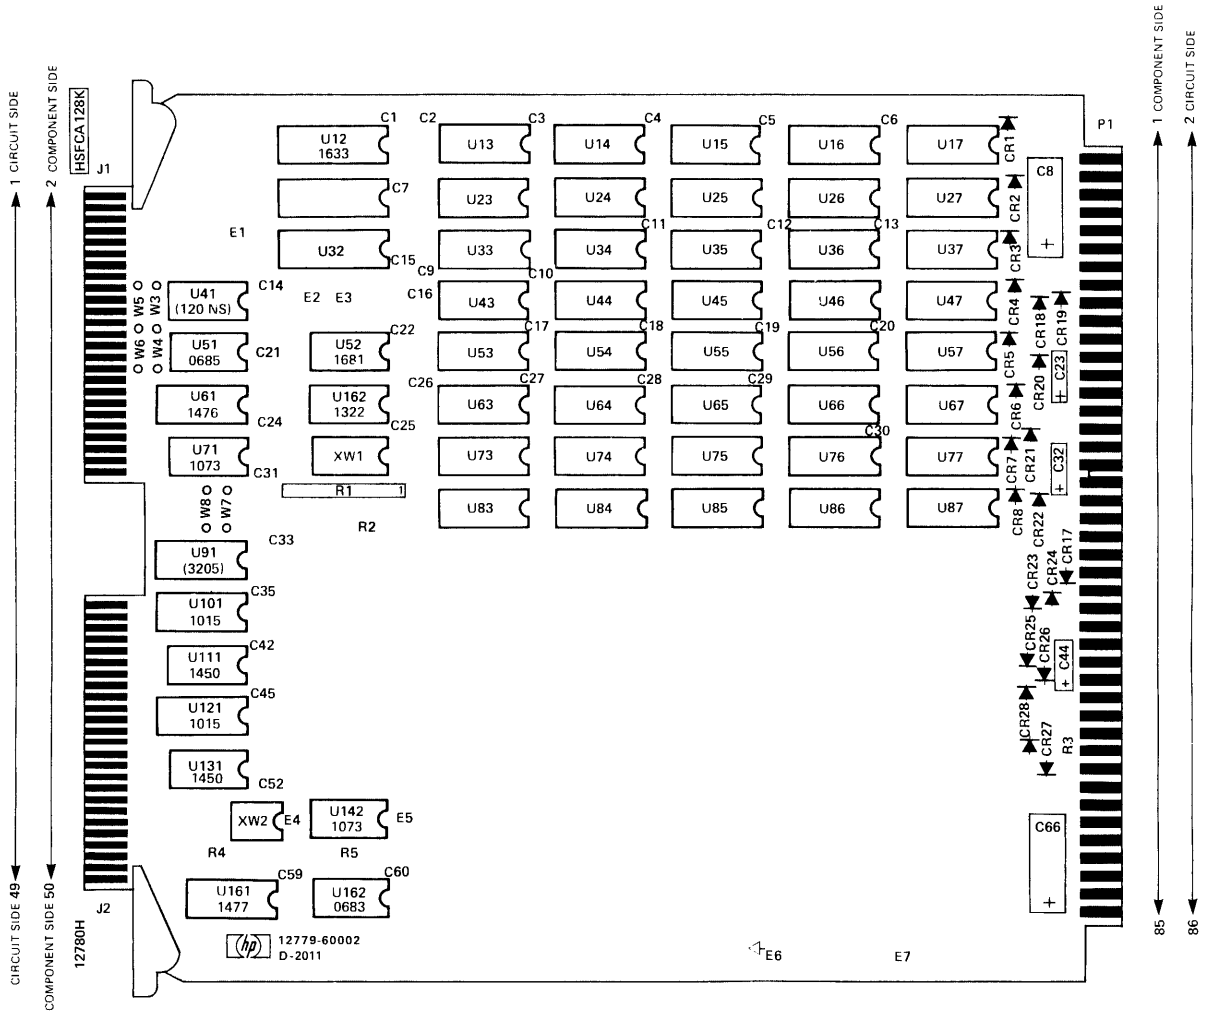 1 CIRCUIT SIDE
2 COMPONENT SIDE
HSFCA 128K
J1
P1
1 COMPONENT SIDE
2 CIRCUIT SIDE
C1
C2
C3
C4
C5
C6
U12
1633
U13
U14
U15
U16
U17
CR1
C7
U23
U24
U25
U26
U27
CR2
C8
+
E1
U32
C15
C9
U33
C10
U34
C11
U35
C12
U36
C13
U37
CR3
W5
W3
U41
(120 NS)
C14
E2
E3
C16
U43
U44
U45
U46
U47
CR4
CR18
CR19
W6
W4
U51
0685
C21
U52
1681
C22
U53
C17
U54
C18
U55
C19
U56
C20
U57
CR5
CR20
+ C23
U61
1476
C24
U162
1322
C25
C26
U63
C27
U64
C28
U65
C29
U66
U67
CR6
U71
1073
C31
XW1
U73
U74
U75
U76
C30
U77
CR7
CR21
+ C32
R1
1
W8
W7
R2
U83
U84
U85
U86
U87
CR8
CR22
U91
(3205)
C33
CR23
CR24
CR17
U101
1015
C35
U111
1450
C42
CR25
CR26
+ C44
U121
1015
C45
CR28
CR27
R3
U131
1450
C52
XW2
E4
U142
1073
E5
C66
+
R4
R5
U161
1477
C59
U162
0683
C60
J2
12780H
hp
12779-60002
D-2011
E6
E7
CIRCUIT SIDE 49
COMPONENT SIDE 50
85
86